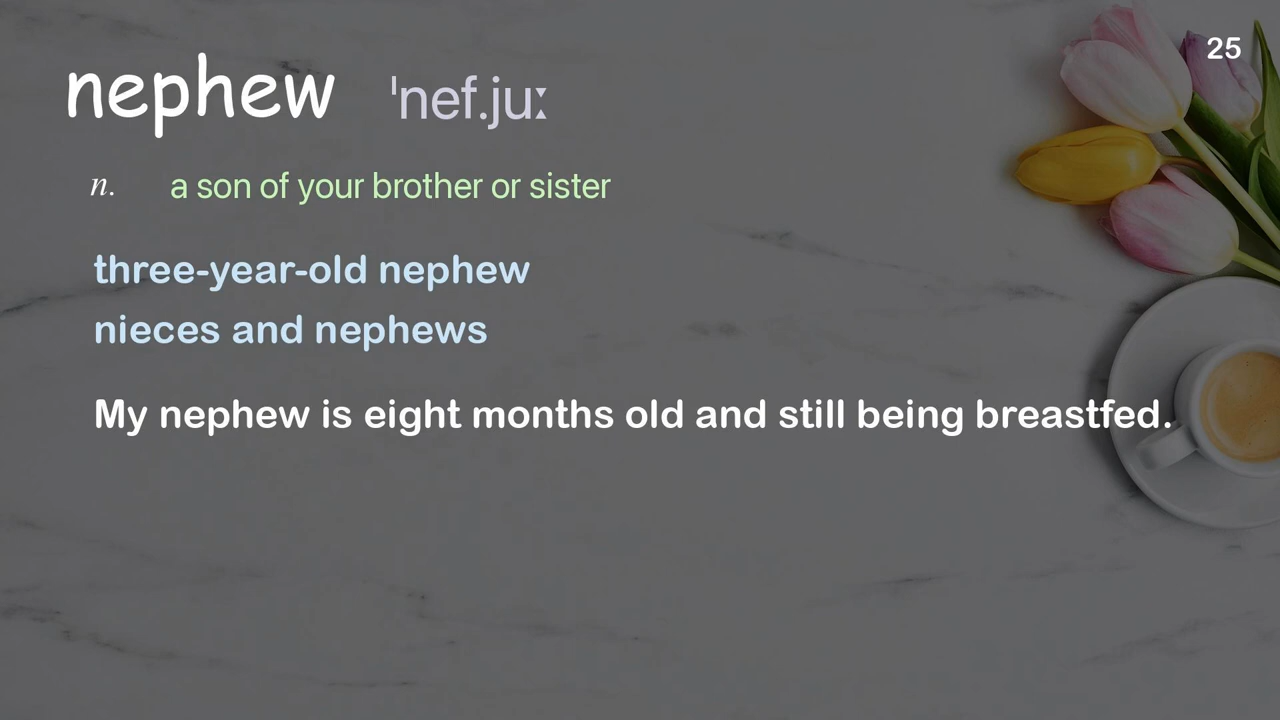 25
nephew ˈnef.juː
n. a son of your brother or sister
three-year-old nephew
nieces and nephews
My nephew is eight months old and still being breastfed.